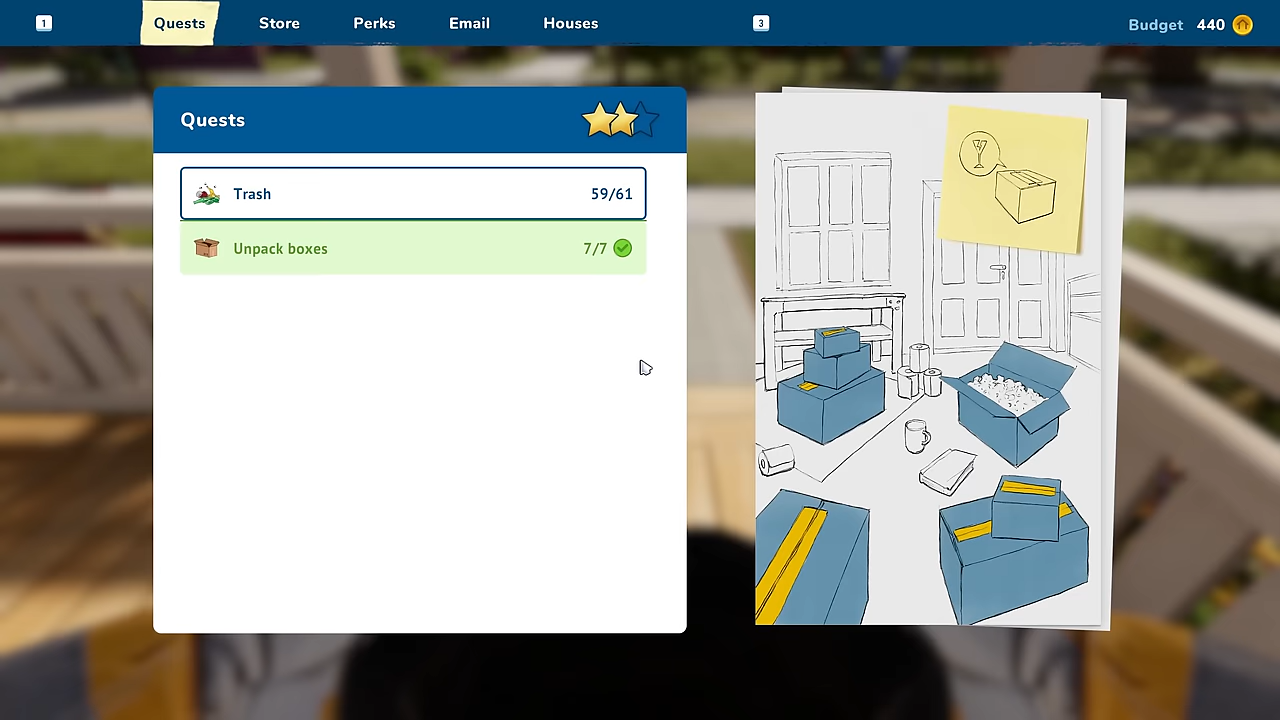 1
Quests
Store
Perks
Email
Houses
3
Budget 440
Quests
Trash 59/61
Unpack boxes 7/7